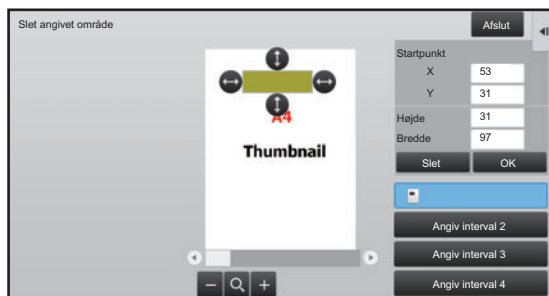 Slet angivet område
Afslut
A4
Thumbnail
Startpunkt
X 53
Y 31
Højde 31
Bredde 97
Slet OK
Angiv interval 2
Angiv interval 3
Angiv interval 4